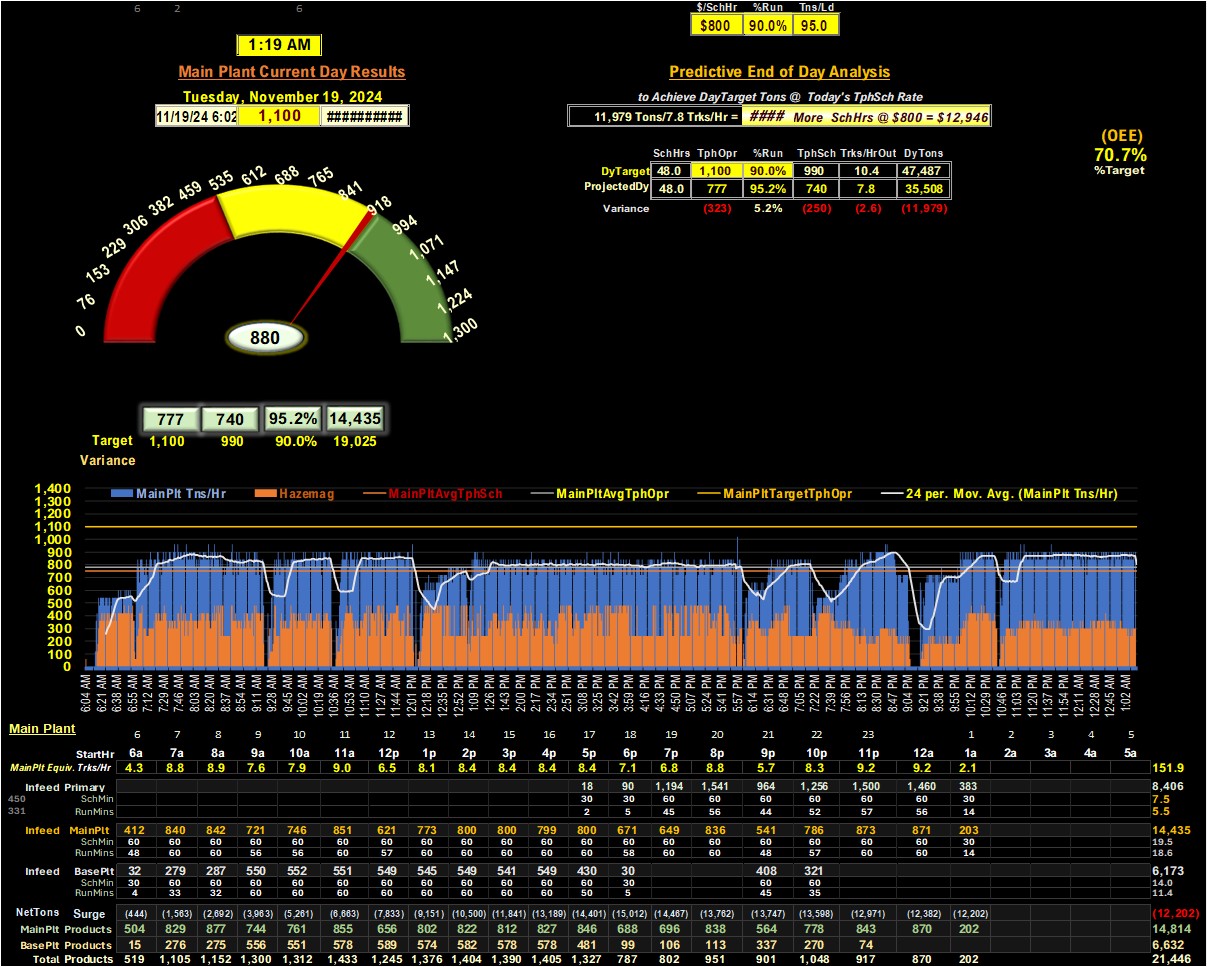 6 2 6
$/SchHr %Run Tns/Ld
$800 90.0% 95.0
1:19 AM
Main Plant Current Day Results
Predictive End of Day Analysis
Tuesday, November 19, 2024
to Achieve DayTarget Tons @ Today's TphSch Rate
11/19/24 6:02 1,100 ##########
11,979 Tons/7.8 Trks/Hr = #### More SchHrs @ $800 = $12,946
(OEE)
70.7%
%Target
SchHrs TphOpr %Run TphSch Trks/HrOut DyTons
DyTarget 48.0 1,100 90.0% 990 10.4 47,487
ProjectedDy 48.0 777 95.2% 740 7.8 35,508
Variance (323) 5.2% (250) (2.6) (11,979)
0 76 153 229 306 382 459 535 612 688 765 841 918 994 1,071 1,147 1,224 1,300
880
777 740 95.2% 14,435
Target 1,100 990 90.0% 19,025
Variance
MainPlt Tns/Hr Hazemag MainPltAvgTphSch MainPltAvgTphOpr MainPltTargetTphOpr 24 per. Mov. Avg. (MainPlt Tns/Hr)
1,400
1,300
1,200
1,100
1,000
900
800
700
600
500
400
300
200
100
0
6:04 AM 6:21 AM 6:38 AM 6:55 AM 7:12 AM 7:29 AM 7:46 AM 8:03 AM 8:20 AM 8:37 AM 8:54 AM 9:11 AM 9:28 AM 9:45 AM 10:02 AM 10:19 AM 10:36 AM 10:53 AM 11:10 AM 11:27 AM 11:44 AM 12:01 PM 12:18 PM 12:35 PM 12:52 PM 1:09 PM 1:26 PM 1:43 PM 2:00 PM 2:17 PM 2:34 PM 2:51 PM 3:08 PM 3:25 PM 3:42 PM 3:59 PM 4:16 PM 4:33 PM 4:50 PM 5:07 PM 5:24 PM 5:41 PM 5:57 PM 6:14 PM 6:31 PM 6:48 PM 7:05 PM 7:22 PM 7:39 PM 7:56 PM 8:13 PM 8:30 PM 8:47 PM 9:04 PM 9:21 PM 9:38 PM 9:55 PM 10:12 PM 10:29 PM 10:46 PM 11:03 PM 11:20 PM 11:37 PM 11:54 PM 12:11 AM 12:28 AM 12:45 AM 1:02 AM
Main Plant
6 7 8 9 10 11 12 13 14 15 16 17 18 19 20 21 22 23 1 2 3 4 5
StartHr 6a 7a 8a 9a 10a 11a 12p 1p 2p 3p 4p 5p 6p 7p 8p 9p 10p 11p 12a 1a 2a 3a 4a 5a
MainPlt Equiv. Trks/Hr 4.3 8.8 8.9 7.6 7.9 9.0 6.5 8.1 8.4 8.4 8.4 8.4 7.1 6.8 8.8 5.7 8.3 9.2 9.2 2.1 151.9
Infeed Primary 18 90 1,194 1,541 964 1,256 1,500 1,460 383 8,406
450 SchMin 30 30 60 60 60 60 60 60 30 7.5
331 RunMins 2 5 45 56 44 52 57 56 14 5.5
Infeed MainPlt 412 840 842 721 746 851 621 773 800 800 799 800 671 649 836 541 786 873 871 203 14,435
SchMin 60 60 60 60 60 60 60 60 60 60 60 60 60 60 60 60 60 60 60 30 19.5
RunMins 48 60 60 56 56 60 57 60 60 60 60 60 58 60 60 48 57 60 60 14 18.6
Infeed BasePlt 32 279 287 550 552 551 549 545 549 541 549 430 30 408 321 6,173
SchMin 30 60 60 60 60 60 60 60 60 60 60 60 30 60 60 14.0
RunMins 4 33 32 60 60 60 60 60 60 60 60 50 5 45 35 11.4
NetTons Surge (444) (1,563) (2,692) (3,963) (5,261) (6,663) (7,833) (9,151) (10,500) (11,841) (13,189) (14,401) (15,012) (14,467) (13,762) (13,747) (13,598) (12,971) (12,382) (12,202) (12,202)
MainPlt Products 504 829 877 744 761 855 656 802 822 812 827 846 688 696 838 564 778 843 870 202 14,814
BasePlt Products 15 276 275 556 551 578 589 574 582 578 578 481 99 106 113 337 270 74 6,632
Total Products 519 1,105 1,152 1,300 1,312 1,433 1,245 1,376 1,404 1,390 1,405 1,327 787 802 951 901 1,048 917 870 202 21,446